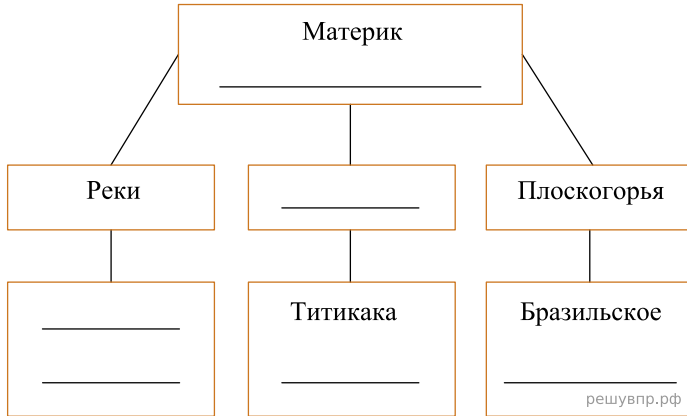 Материк
Реки
Плоскогорья
Титикака
Бразильское
решувпр.рф